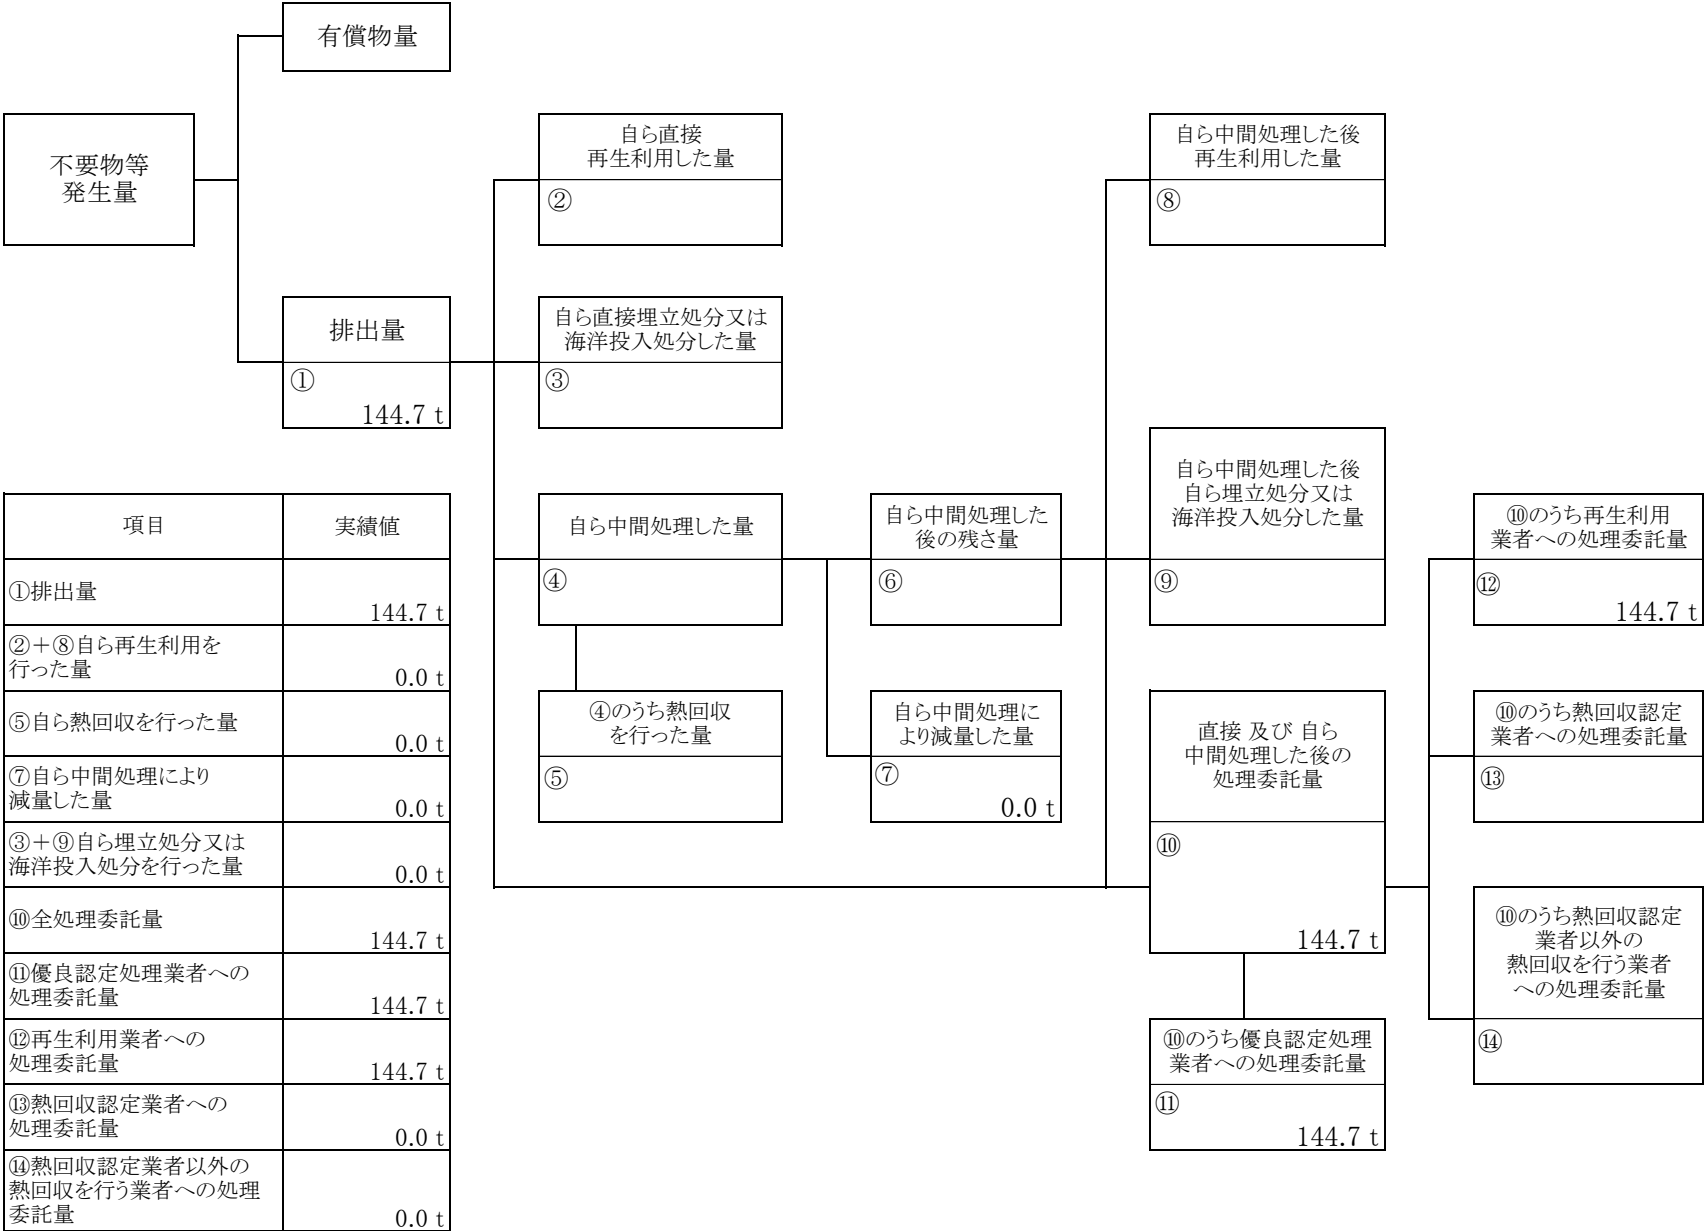 有償物量
不要物等
発生量
自ら直接
再生利用した量
②
自ら中間処理した後
再生利用した量
⑧
排出量
①
144.7 t
自ら直接埋立処分又は
海洋投入処分した量
③
自ら中間処理した量
④
自ら中間処理した
後の残さ量
⑥
自ら中間処理した後
自ら埋立処分又は
海洋投入処分した量
⑨
⑩のうち再生利用
業者への処理委託量
⑫
144.7 t
④のうち熱回収
を行った量
⑤
自ら中間処理に
より減量した量
⑦
0.0 t
直接 及び 自ら
中間処理した後の
処理委託量
⑩
144.7 t
⑩のうち熱回収認定
業者への処理委託量
⑬
⑩のうち熱回収認定
業者以外の
熱回収を行う業者
への処理委託量
⑭
⑩のうち優良認定処理
業者への処理委託量
⑪
144.7 t
項目 実績値
①排出量
144.7 t
②＋⑧自ら再生利用を
行った量
0.0 t
⑤自ら熱回収を行った量
0.0 t
⑦自ら中間処理により
減量した量
0.0 t
③＋⑨自ら埋立処分又は
海洋投入処分を行った量
0.0 t
⑩全処理委託量
144.7 t
⑪優良認定処理業者への
処理委託量
144.7 t
⑫再生利用業者への
処理委託量
144.7 t
⑬熱回収認定業者への
処理委託量
0.0 t
⑭熱回収認定業者以外の
熱回収を行う業者への処理
委託量
0.0 t